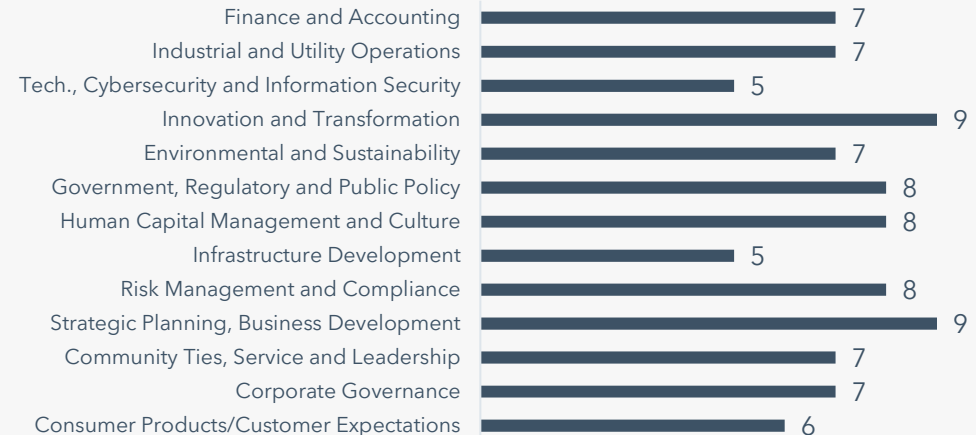 Finance and Accounting 7
Industrial and Utility Operations 7
Tech., Cybersecurity and Information Security 5
Innovation and Transformation 9
Environmental and Sustainability 7
Government, Regulatory and Public Policy 8
Human Capital Management and Culture 8
Infrastructure Development 5
Risk Management and Compliance 8
Strategic Planning, Business Development 9
Community Ties, Service and Leadership 7
Corporate Governance 7
Consumer Products/Customer Expectations 6